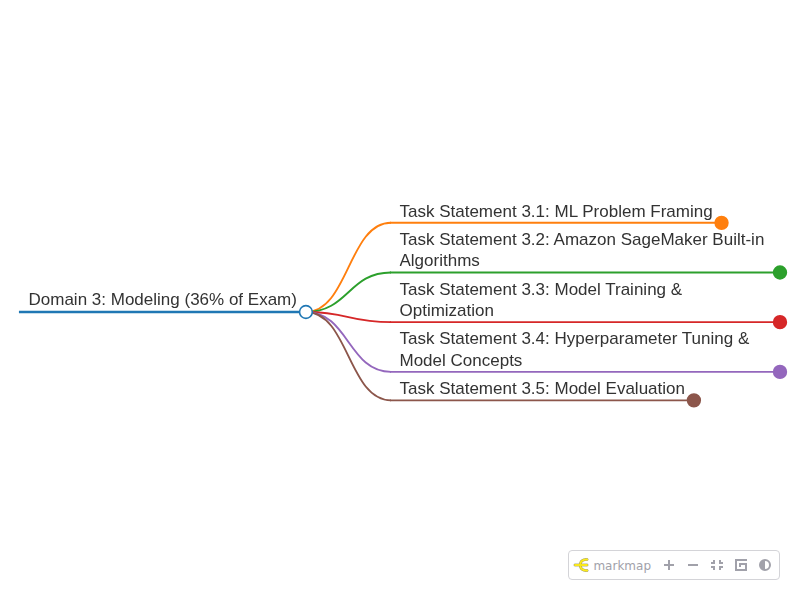 Task Statement 3.1: ML Problem Framing
Task Statement 3.2: Amazon SageMaker Built-in
Algorithms
Task Statement 3.3: Model Training &
Optimization
Domain 3: Modeling (36% of Exam)
Task Statement 3.4: Hyperparameter Tuning &
Model Concepts
Task Statement 3.5: Model Evaluation
markmap